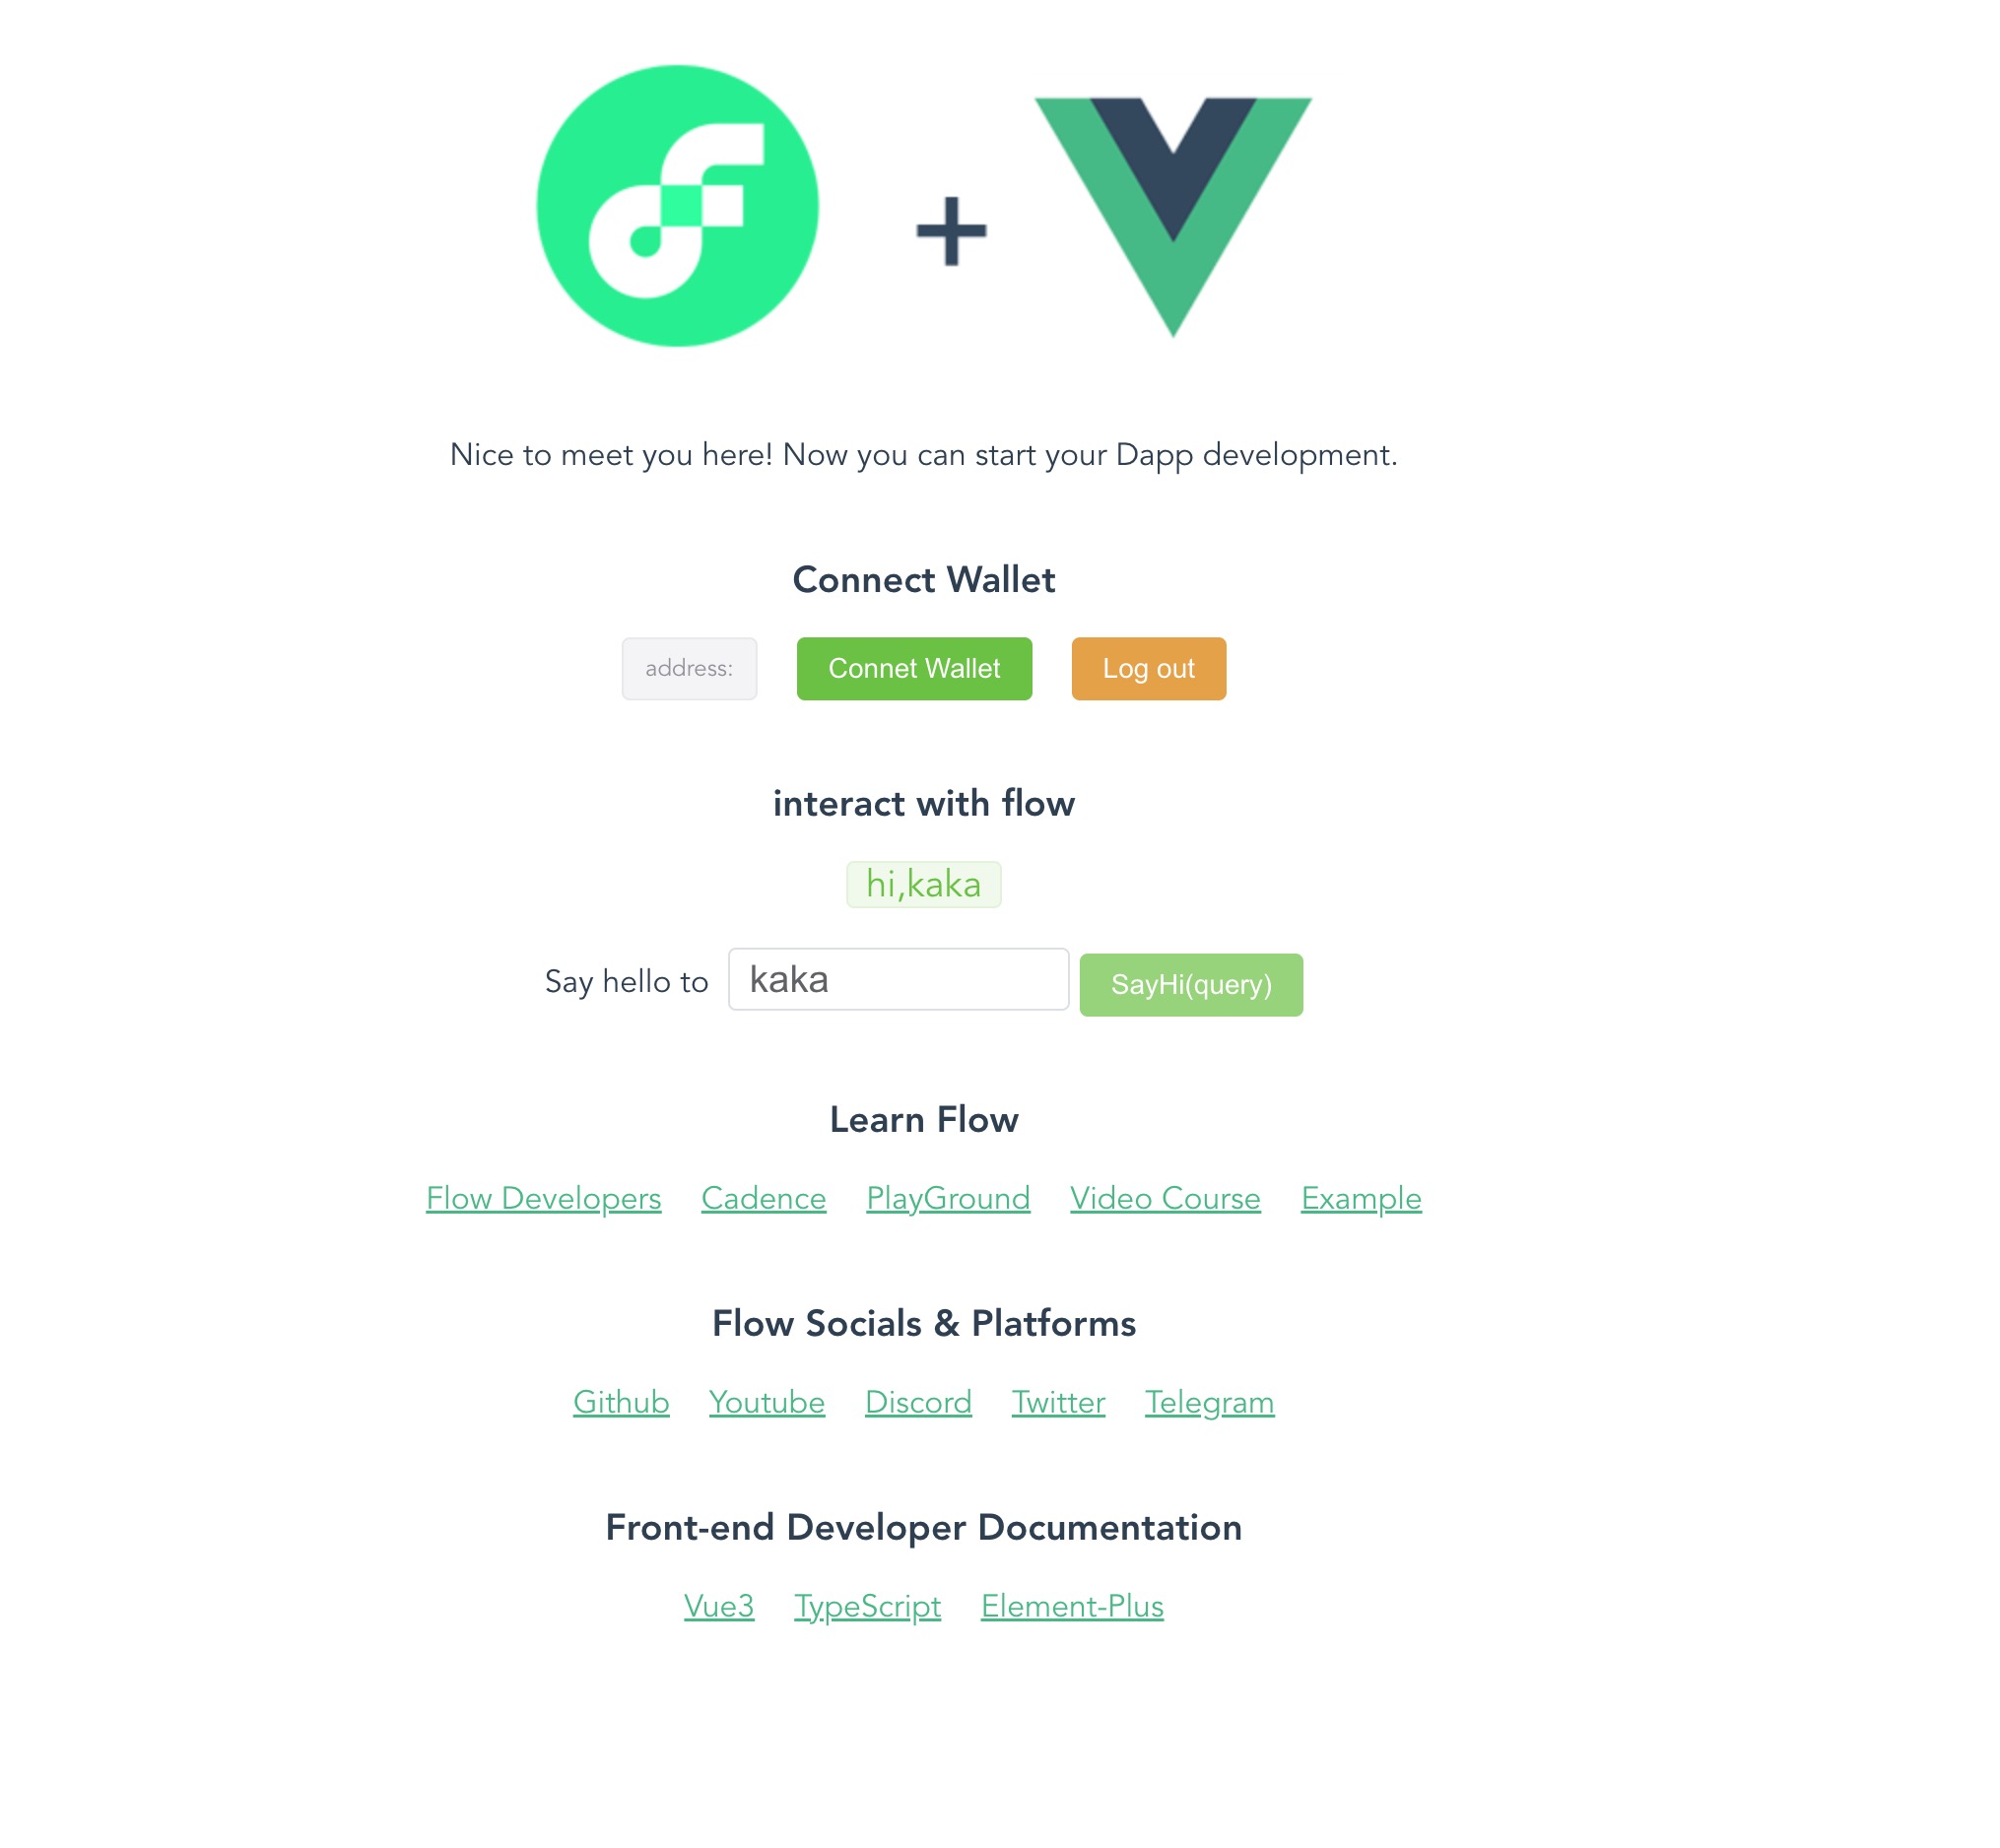 Nice to meet you here! Now you can start your Dapp development.
Connect Wallet
address: Connet Wallet Log out
interact with flow
hi,kaka
Say hello to kaka SayHi(query)
Learn Flow
Flow Developers Cadence PlayGround Video Course Example
Flow Socials & Platforms
Github Youtube Discord Twitter Telegram
Front-end Developer Documentation
Vue3 TypeScript Element-Plus